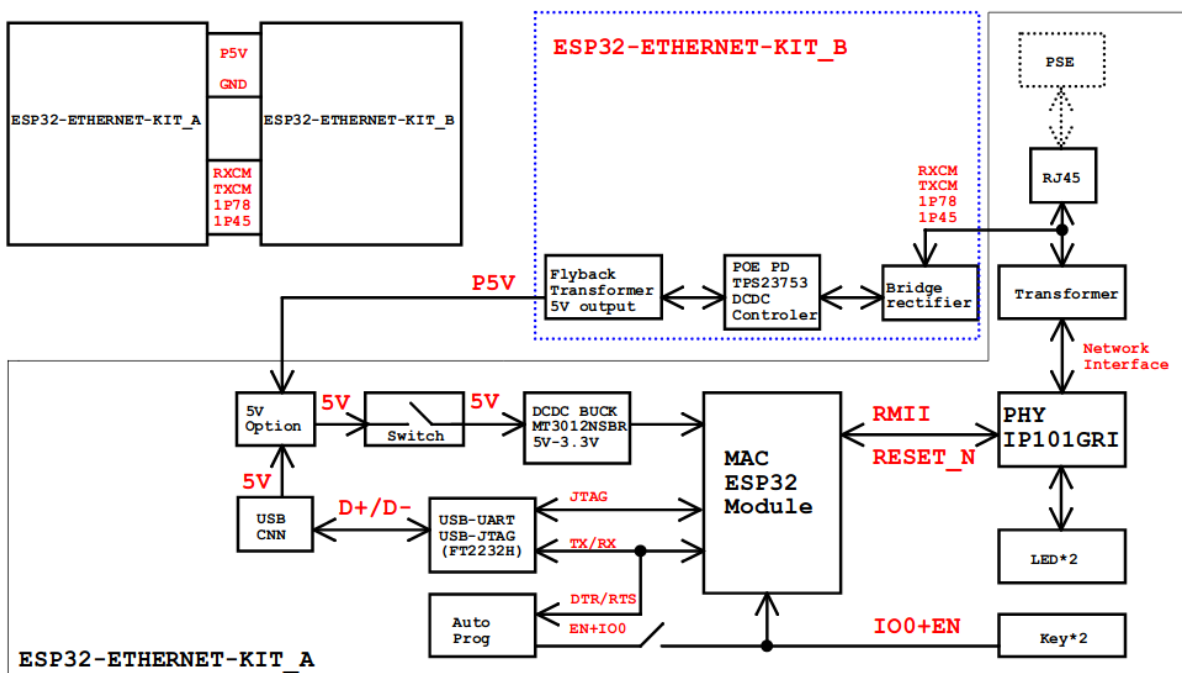 P5V
GND
ESP32-ETHERNET-KIT_A
ESP32-ETHERNET-KIT_B
RXCM
TXCM
1P78
1P45
ESP32-ETHERNET-KIT_B
PSE
RJ45
RXCM
TXCM
1P78
1P45
P5V
Flyback
Transformer
5V output
POE PD
TPS23753
DCDC
Controler
Bridge
rectifier
Transformer
Network
Interface
5V
Option
5V
Switch
5V
DCDC BUCK
MT3012NSBR
5V-3.3V
MAC
ESP32
Module
RMII
RESET_N
PHY
IP101GRI
5V
USB
CNN
D+/D-
USB-UART
USB-JTAG
(FT2232H)
JTAG
TX/RX
LED*2
DTR/RTS
Auto
Prog
EN+IO0
IO0+EN
Key*2
ESP32-ETHERNET-KIT_A